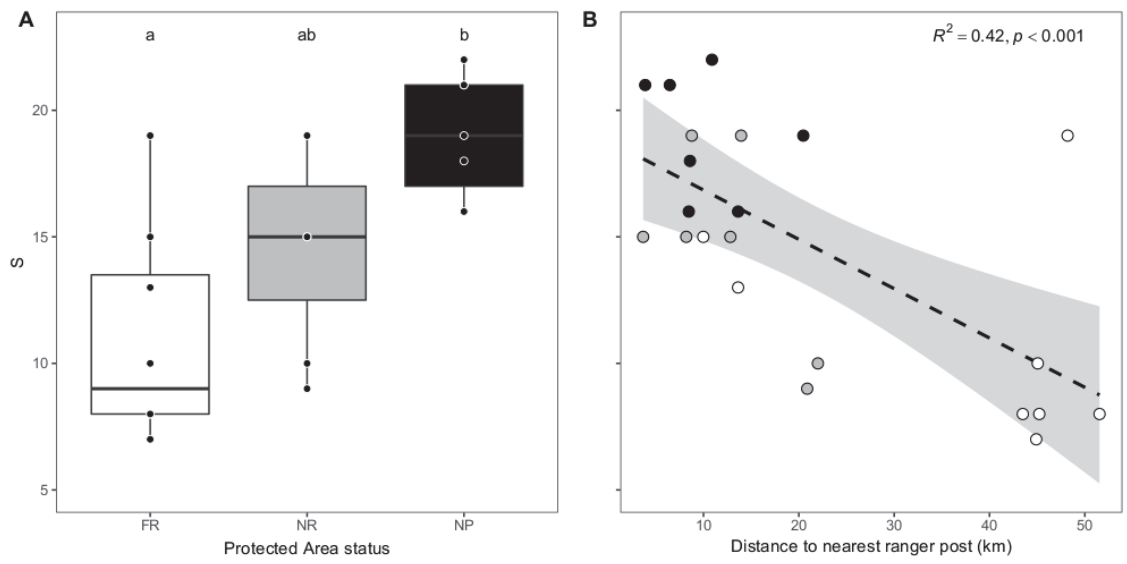 A
B
a
ab
b
R² = 0.42, p < 0.001
20
15
10
5
S
FR
NR
NP
10
20
30
40
50
Protected Area status
Distance to nearest ranger post (km)